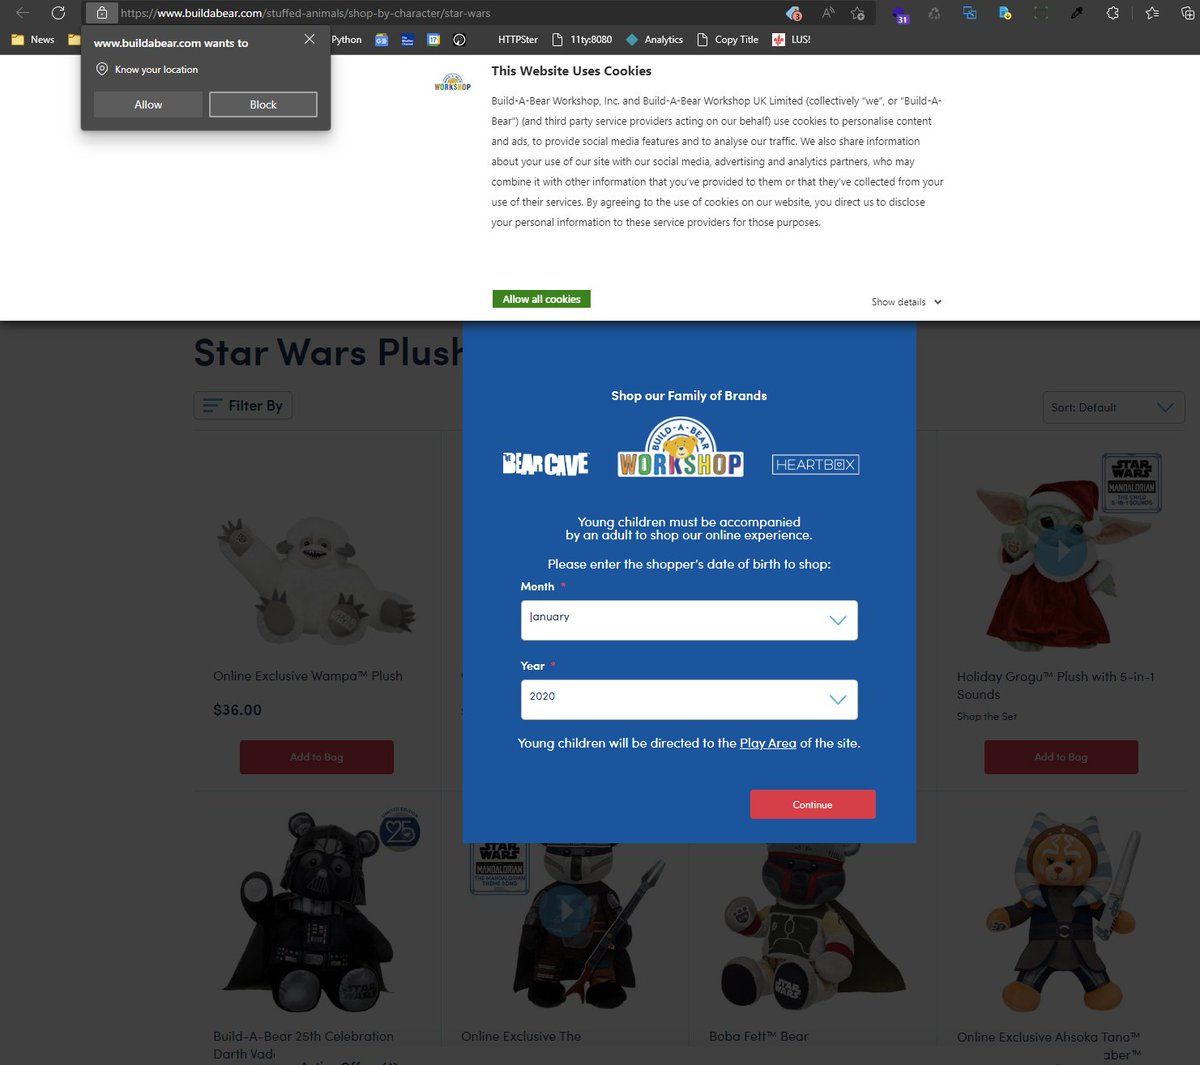 https://www.buildabear.com/stuffed-animals/shop-by-character/star-wars
News
Python
HTTPSter
11ty:8080
Analytics
Copy Title
LUS!
31
www.buildabear.com wants to
Know your location
Allow
Block
WORKSHOP
This Website Uses Cookies
Build-A-Bear Workshop, Inc. and Build-A-Bear Workshop UK Limited (collectively “we”, or “Build-A-
Bear”) (and third party service providers acting on our behalf) use cookies to personalise content
and ads, to provide social media features and to analyse our traffic. We also share information
about your use of our site with our social media, advertising and analytics partners, who may
combine it with other information that you’ve provided to them or that they’ve collected from your
use of their services. By agreeing to the use of cookies on our website, you direct us to disclose
your personal information to these service providers for those purposes.
Allow all cookies
Show details
Star Wars Plush
Filter By
Sort: Default
Shop our Family of Brands
THE BEAR CAVE
BUILD-A-BEAR
WORKSHOP
HEARTBOX
Young children must be accompanied
by an adult to shop our online experience.
Please enter the shopper's date of birth to shop:
Month *
January
Year *
2020
Young children will be directed to the Play Area of the site.
Continue
STAR WARS
MANDALORIAN
THE CHILD
5-IN-1 SOUNDS
Online Exclusive Wampa™ Plush
$36.00
Add to Bag
Holiday Grogu™ Plush with 5-in-1
Sounds
Shop the Set
Add to Bag
LIMITED EDITION
25
STAR WARS
MANDALORIAN
THE MANDALORIAN
THEME SONG
STAR WARS
STAR WARS
Build-A-Bear 25th Celebration
Darth Vad
Online Exclusive The
Boba Fett™ Bear
Online Exclusive Ahsoka Tano™
aber™